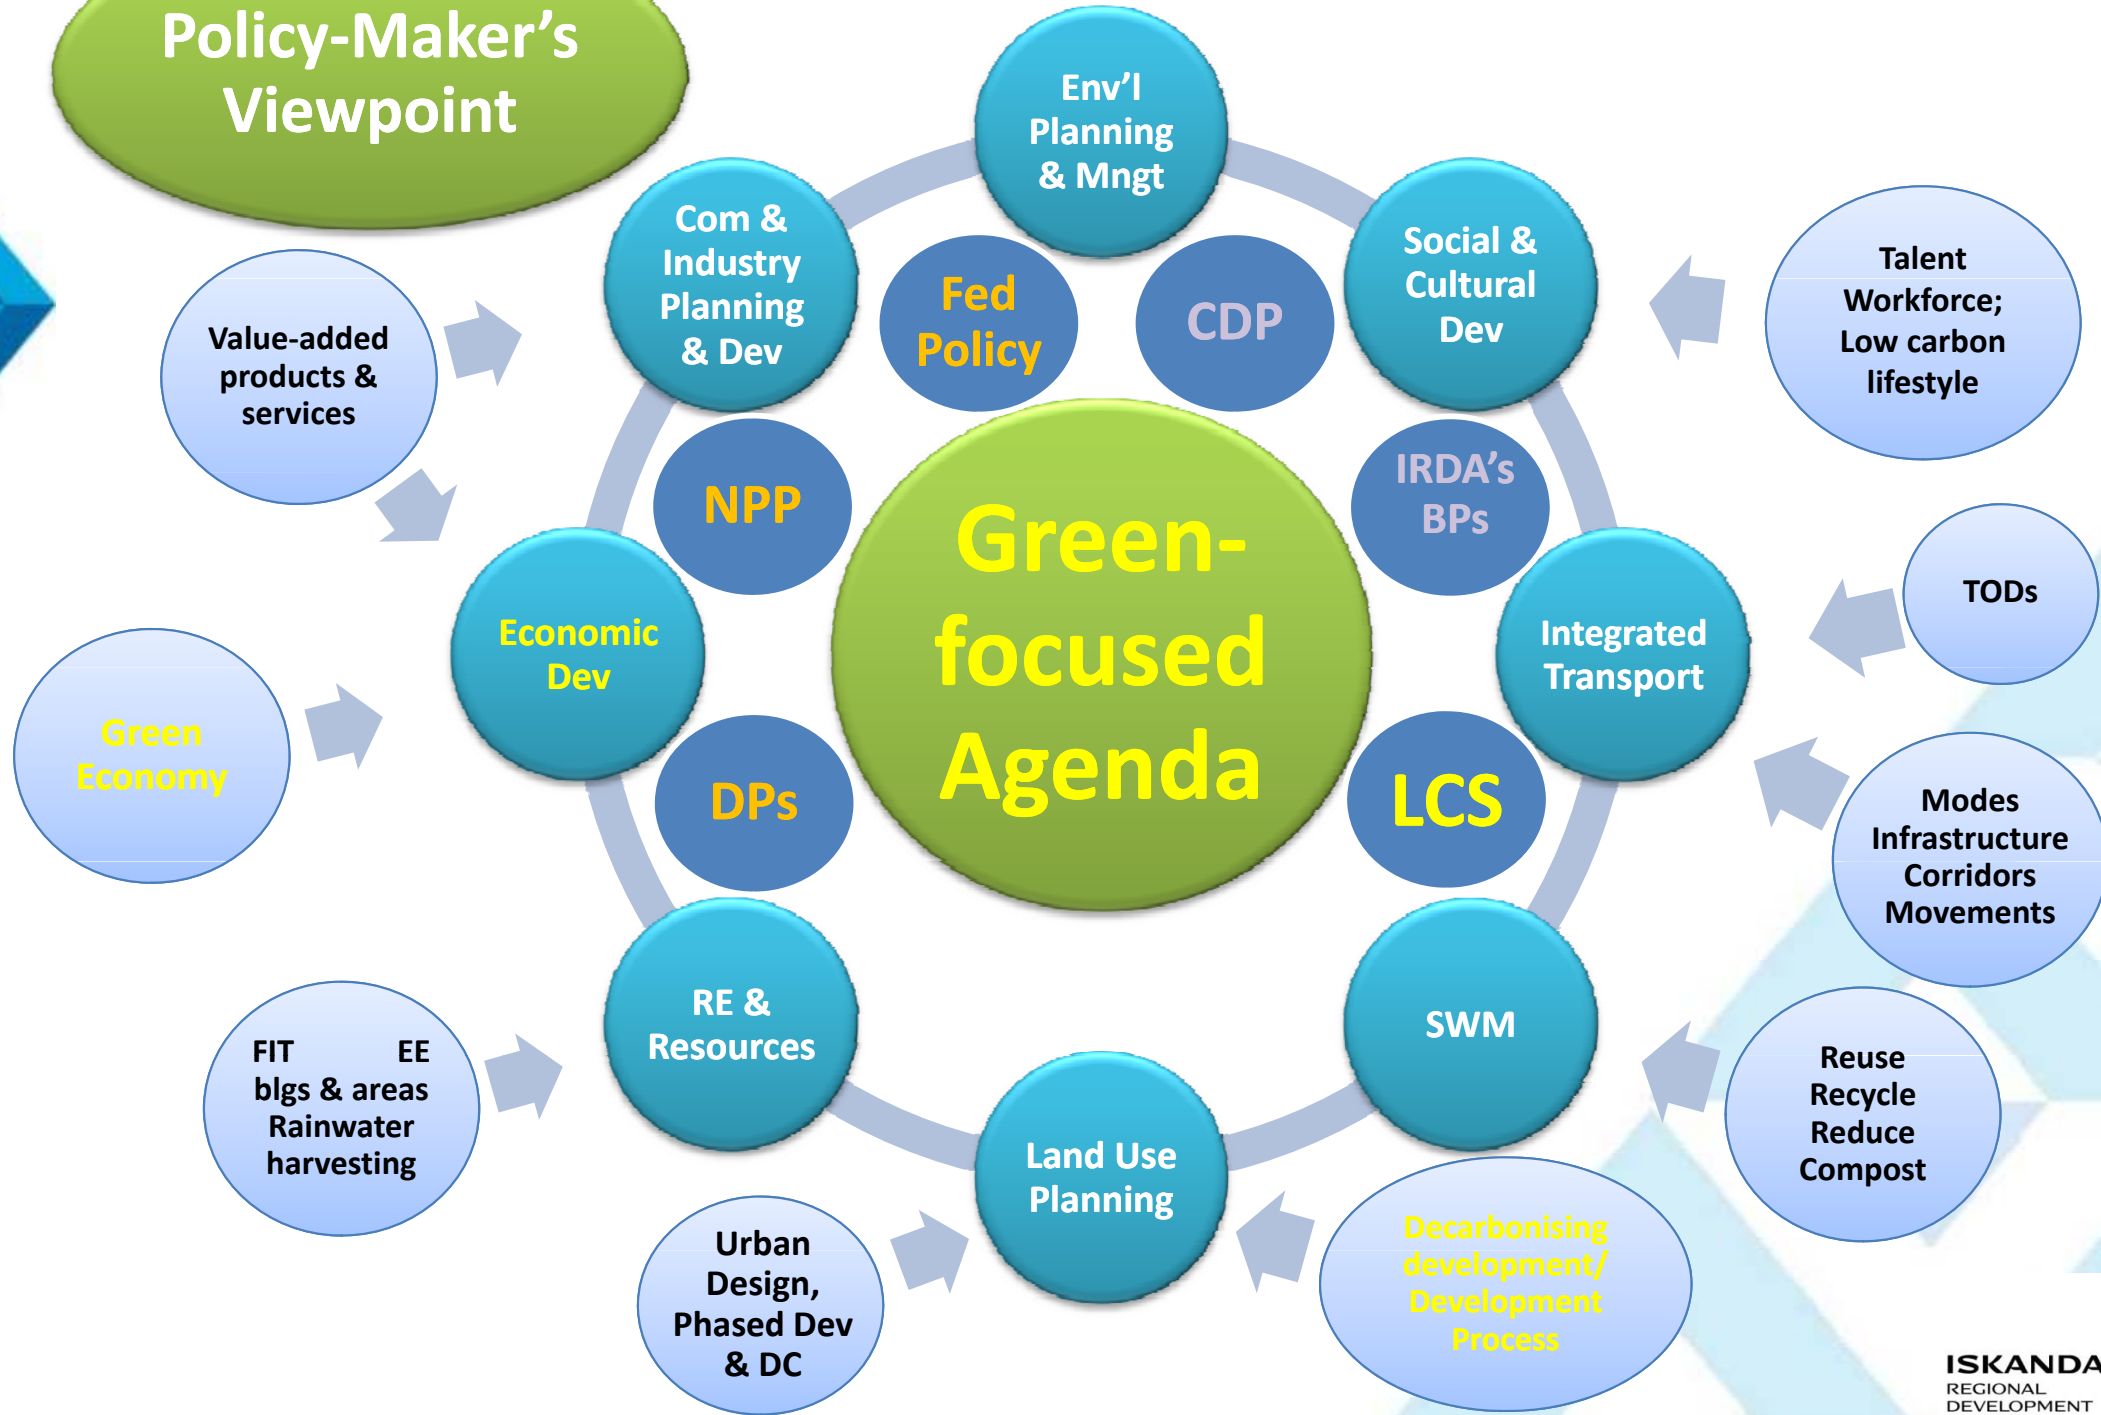 Policy-Maker's
Viewpoint
Env'l
Planning
& Mngt
Com &
Industry
Planning
& Dev
Social &
Cultural
Dev
Talent
Workforce;
Low carbon
lifestyle
Value-added
products &
services
Fed
Policy
CDP
NPP
IRDA's
BPs
Green-
focused
Agenda
TODs
Economic
Dev
Integrated
Transport
Green
Economy
DPs
LCS
Modes
Infrastructure
Corridors
Movements
RE &
Resources
SWM
FIT EE
blgs & areas
Rainwater
harvesting
Reuse
Recycle
Reduce
Compost
Land Use
Planning
Urban
Design,
Phased Dev
& DC
Decarbonising
development/
Development
Process
ISKANDA
REGIONAL
DEVELOPMENT